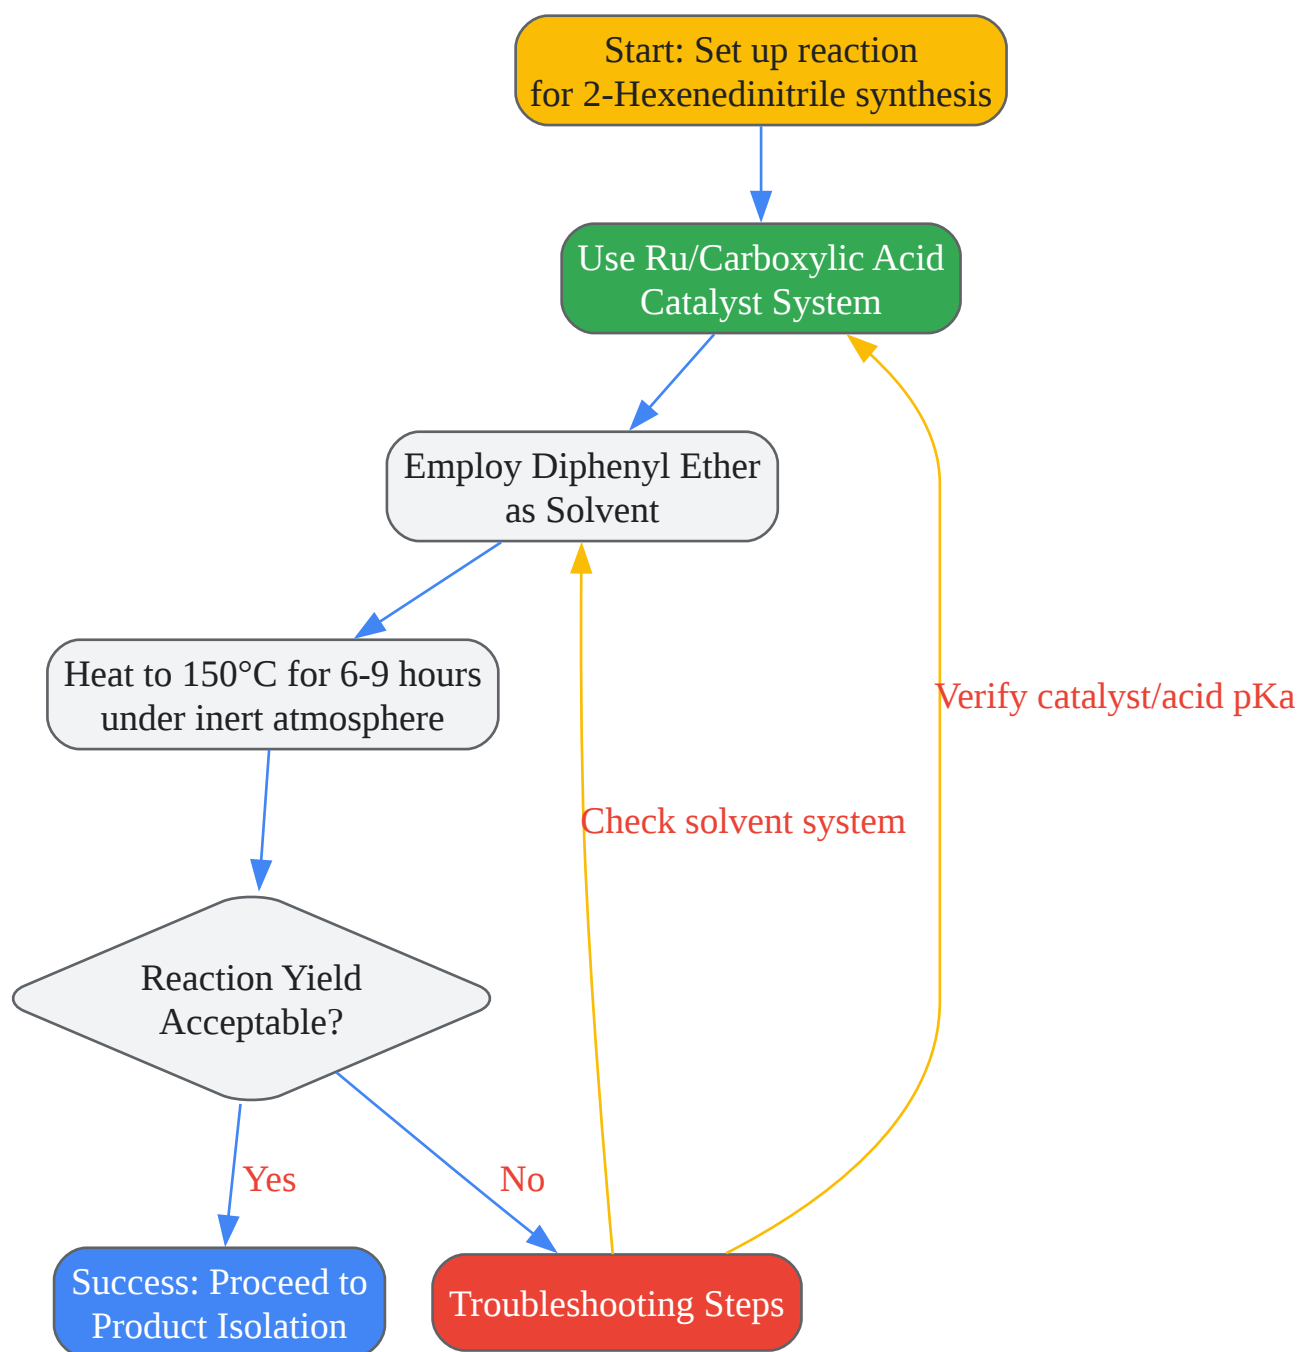 Start: Set up reaction
for 2-Hexenedinitrile synthesis
Use Ru/Carboxylic Acid
Catalyst System
Employ Diphenyl Ether
as Solvent
Heat to 150°C for 6-9 hours
under inert atmosphere
Verify catalyst/acid pKa
Check solvent system
Reaction Yield
Acceptable?
Yes
No
Success: Proceed to
Product Isolation
Troubleshooting Steps